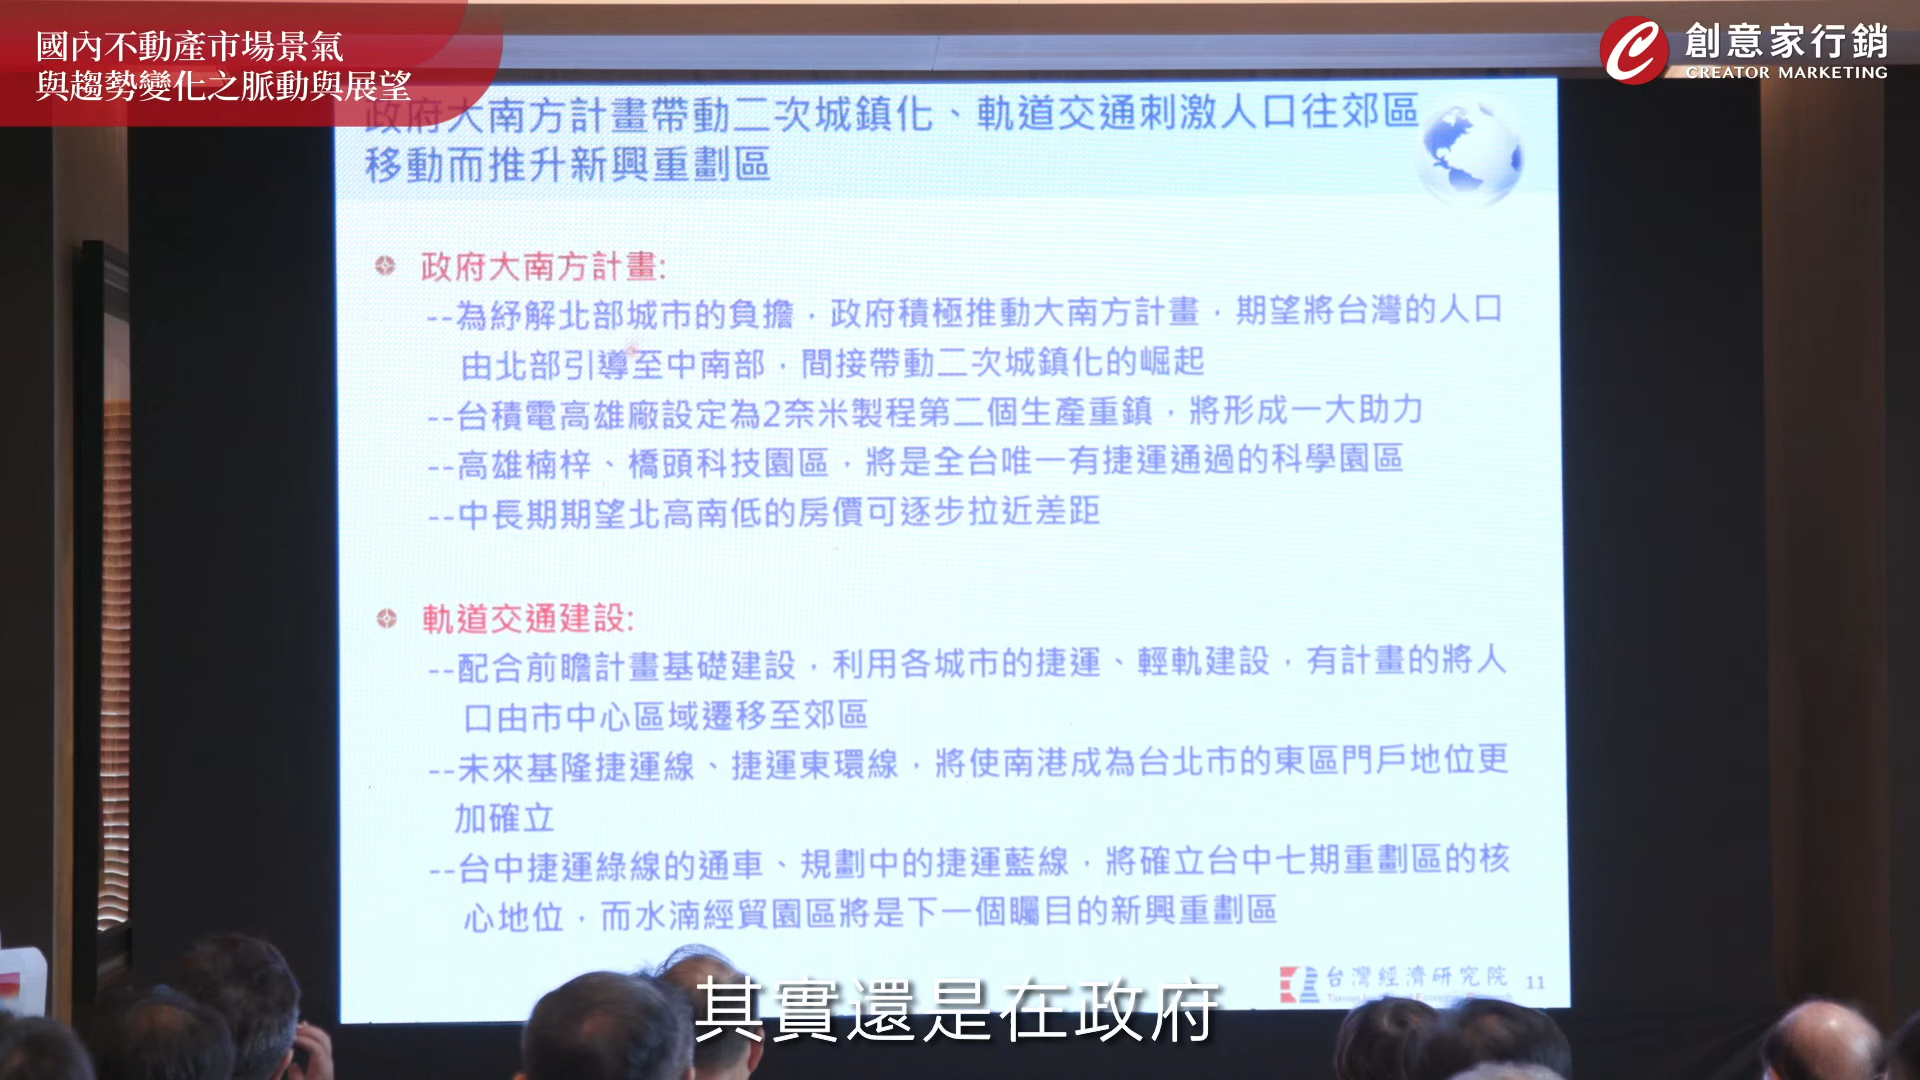 國內不動產市場景氣
與趨勢變化之脈動與展望
創意家行銷
CREATOR MARKETING
政府大南方計畫帶動二次城鎮化、軌道交通刺激人口往郊區
移動而推升新興重劃區
政府大南方計畫:
--為紓解北部城市的負擔，政府積極推動大南方計畫，期望將台灣的人口
由北部引導至中南部，間接帶動二次城鎮化的崛起
--台積電高雄廠設定為2奈米製程第二個生產重鎮，將形成一大助力
--高雄楠梓、橋頭科技園區，將是全台唯一有捷運通過的科學園區
--中長期期望北高南低的房價可逐步拉近差距
軌道交通建設:
--配合前瞻計畫基礎建設，利用各城市的捷運、輕軌建設，有計畫的將人
口由市中心區域遷移至郊區
--未來基隆捷運線、捷運東環線，將使南港成為台北市的東區門戶地位更
加確立
--台中捷運綠線的通車、規劃中的捷運藍線，將確立台中七期重劃區的核
心地位，而水湳經貿園區將是下一個矚目的新興重劃區
台灣經濟研究院
11
其實還是在政府